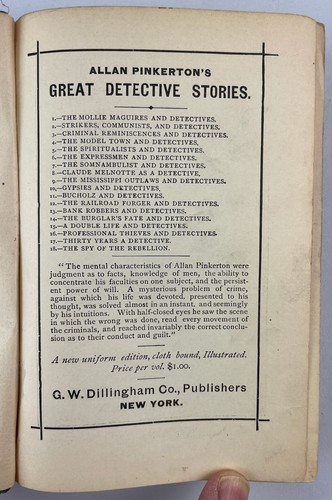 ALLAN PINKERTON'S
GREAT DETECTIVE STORIES.
1.—THE MOLLIE MAGUIRES AND DETECTIVES.
2.—STRIKERS, COMMUNISTS, AND DETECTIVES.
3.—CRIMINAL REMINISCENCES AND DETECTIVES.
4.—THE MODEL TOWN AND DETECTIVES.
5.—THE SPIRITUALISTS AND DETECTIVES.
6.—THE EXPRESSMEN AND DETECTIVES.
7.—THE SOMNAMBULIST AND DETECTIVES.
8.—CLAUDE MELNOTTE AS A DETECTIVE.
9.—THE MISSISSIPPI OUTLAWS AND DETECTIVES.
10.—GYPSIES AND DETECTIVES.
11.—BUCHOLZ AND DETECTIVES.
12.—THE RAILROAD FORGER AND DETECTIVES.
13.—BANK ROBBERS AND DETECTIVES.
14.—THE BURGLAR'S FATE AND DETECTIVES.
15.—A DOUBLE LIFE AND DETECTIVES.
16.—PROFESSIONAL THIEVES AND DETECTIVES.
17.—THIRTY YEARS A DETECTIVE.
18.—THE SPY OF THE REBELLION.
"The mental characteristics of Allan Pinkerton were
judgment as to facts, knowledge of men, the ability to
concentrate his faculties on one subject, and the persist-
ent power of will. A mysterious problem of crime,
against which his life was devoted, presented to his
thought, was solved almost in an instant, and seemingly
by his intuitions. With half-closed eyes he saw the scene
in which the wrong was done, read every movement of
the criminals, and reached invariably the correct conclu-
sion as to their conduct and guilt."
A new uniform edition, cloth bound, Illustrated.
Price per vol. $1.00.
G. W. Dillingham Co., Publishers
NEW YORK.